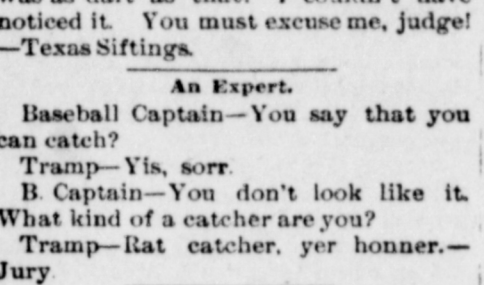 noticed it. You must excuse me, judge!
—Texas Siftings.
An Expert.
Baseball Captain—You say that you
can catch?
Tramp—Yis, sorr.
B. Captain—You don't look like it.
What kind of a catcher are you?
Tramp—Rat catcher, yer honner.—
Jury.